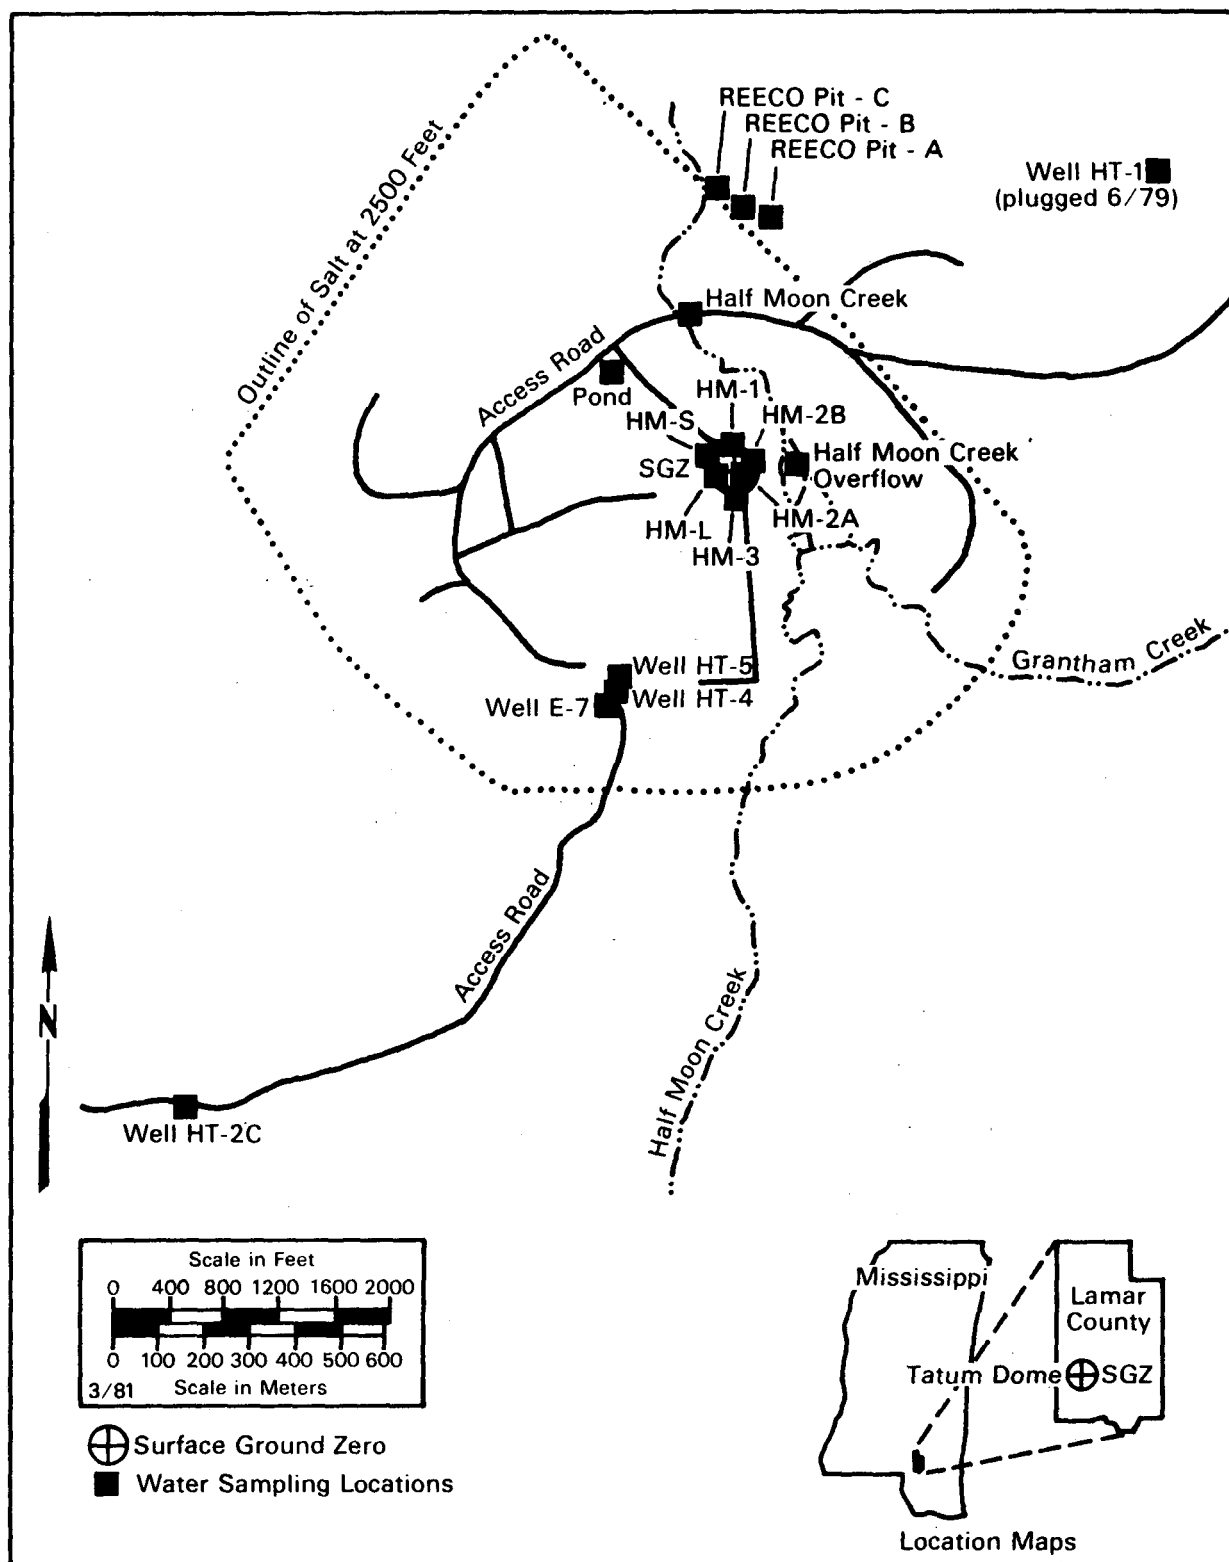 REECO Pit - C
REECO Pit - B
REECO Pit - A
Well HT-1
(plugged 6/79)
Outline of Salt at 2500 Feet
Half Moon Creek
Access Road
Pond
HM-1
HM-S
HM-2B
SGZ
Half Moon Creek
Overflow
HM-L
HM-2A
HM-3
Grantham Creek
Well HT-5
Well HT-4
Well E-7
Access Road
Half Moon Creek
N
Well HT-2C
Scale in Feet
0 400 800 1200 1600 2000
0 100 200 300 400 500 600
3/81 Scale in Meters
Surface Ground Zero
Water Sampling Locations
Mississippi
Lamar
County
Tatum Dome SGZ
Location Maps